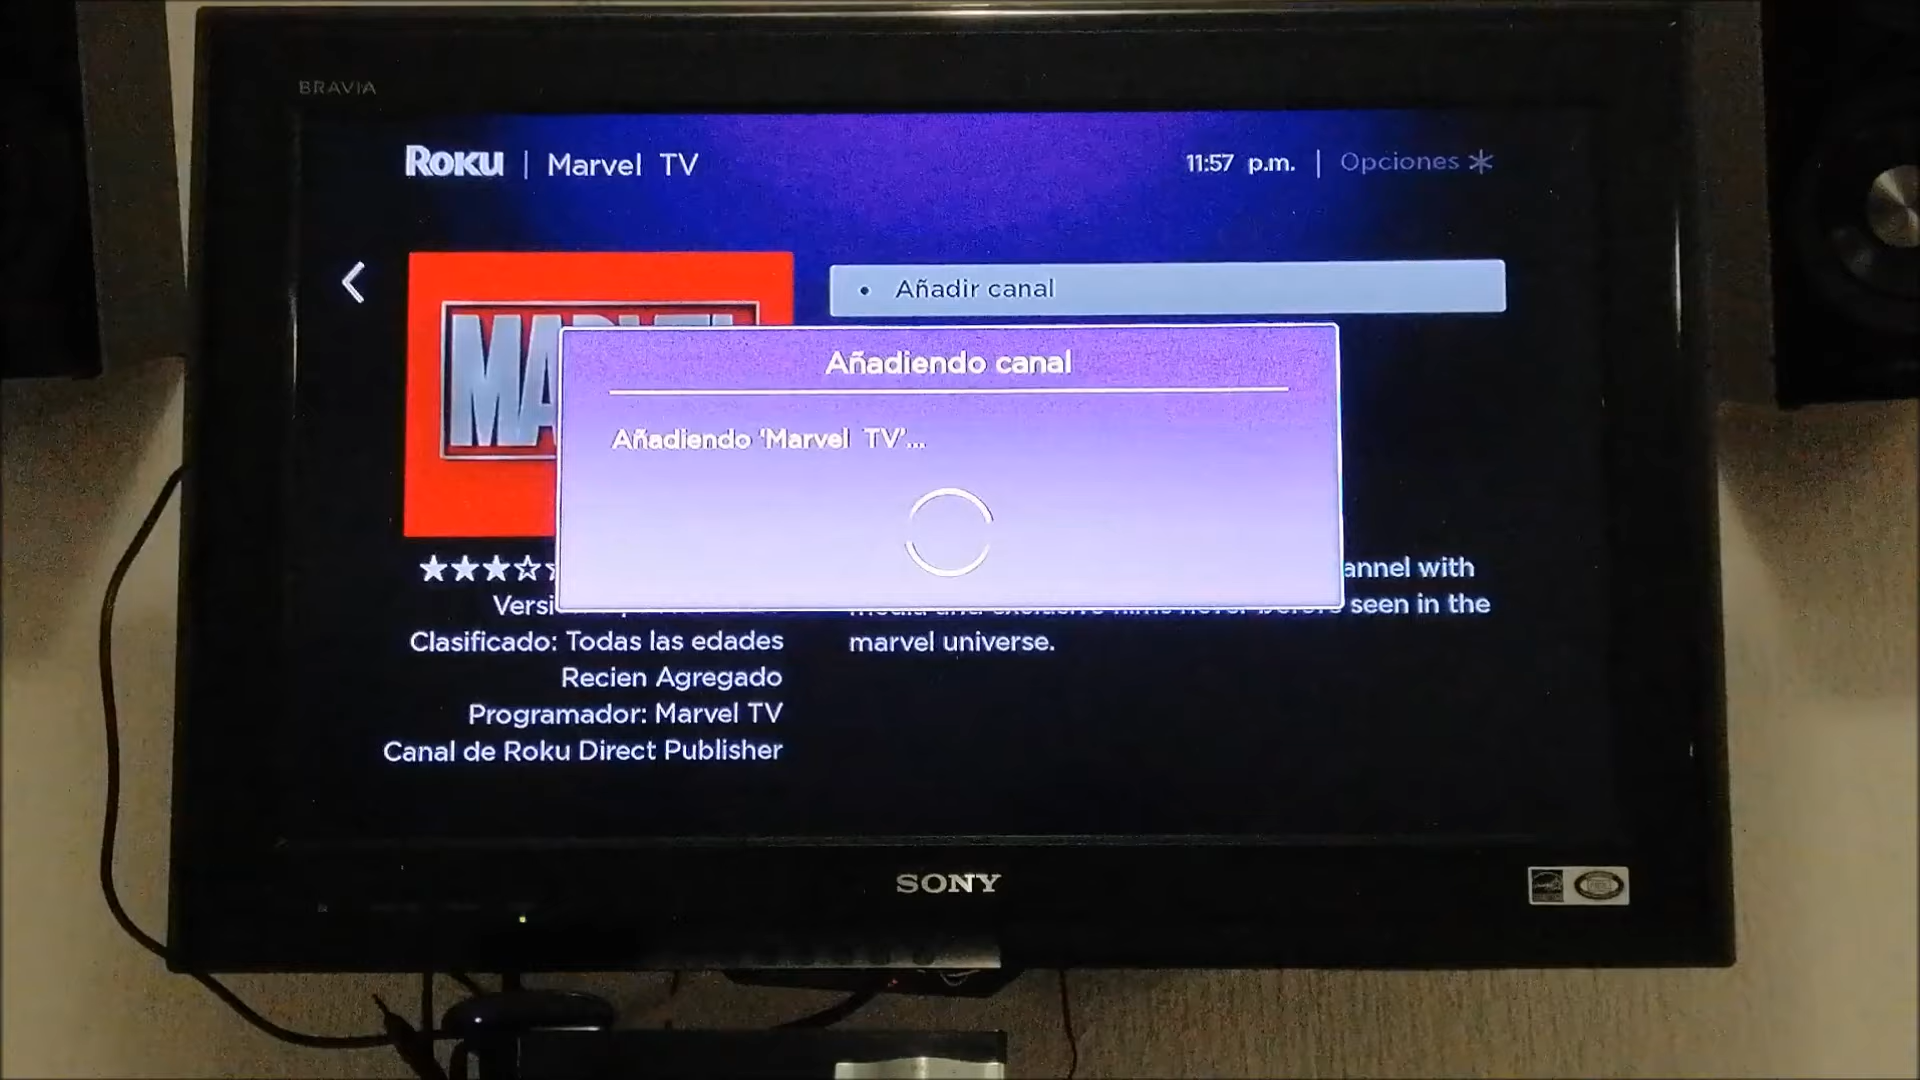 BRAVIA
Roku | Marvel TV
11:57 p.m. | Opciones
Añadir canal
MA
Añadiendo canal
Añadiendo 'Marvel TV'...
annel with
seen in the
marvel universe.
Clasificado: Todas las edades
Recien Agregado
Programador: Marvel TV
Canal de Roku Direct Publisher
SONY